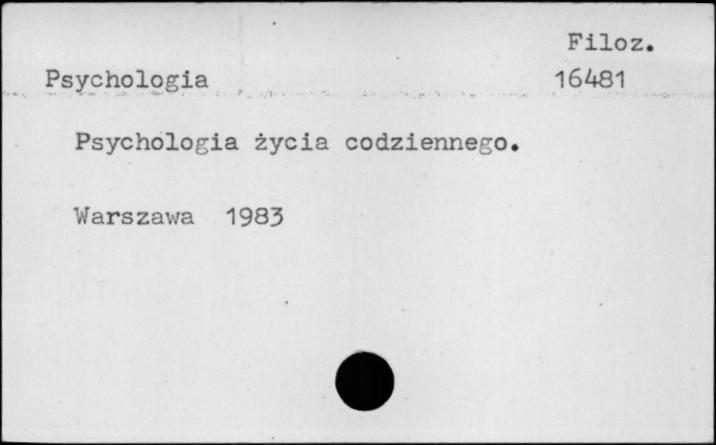 Filoz.
Psychologia 16481
Psychologia życia codziennego.
Warszawa 1983